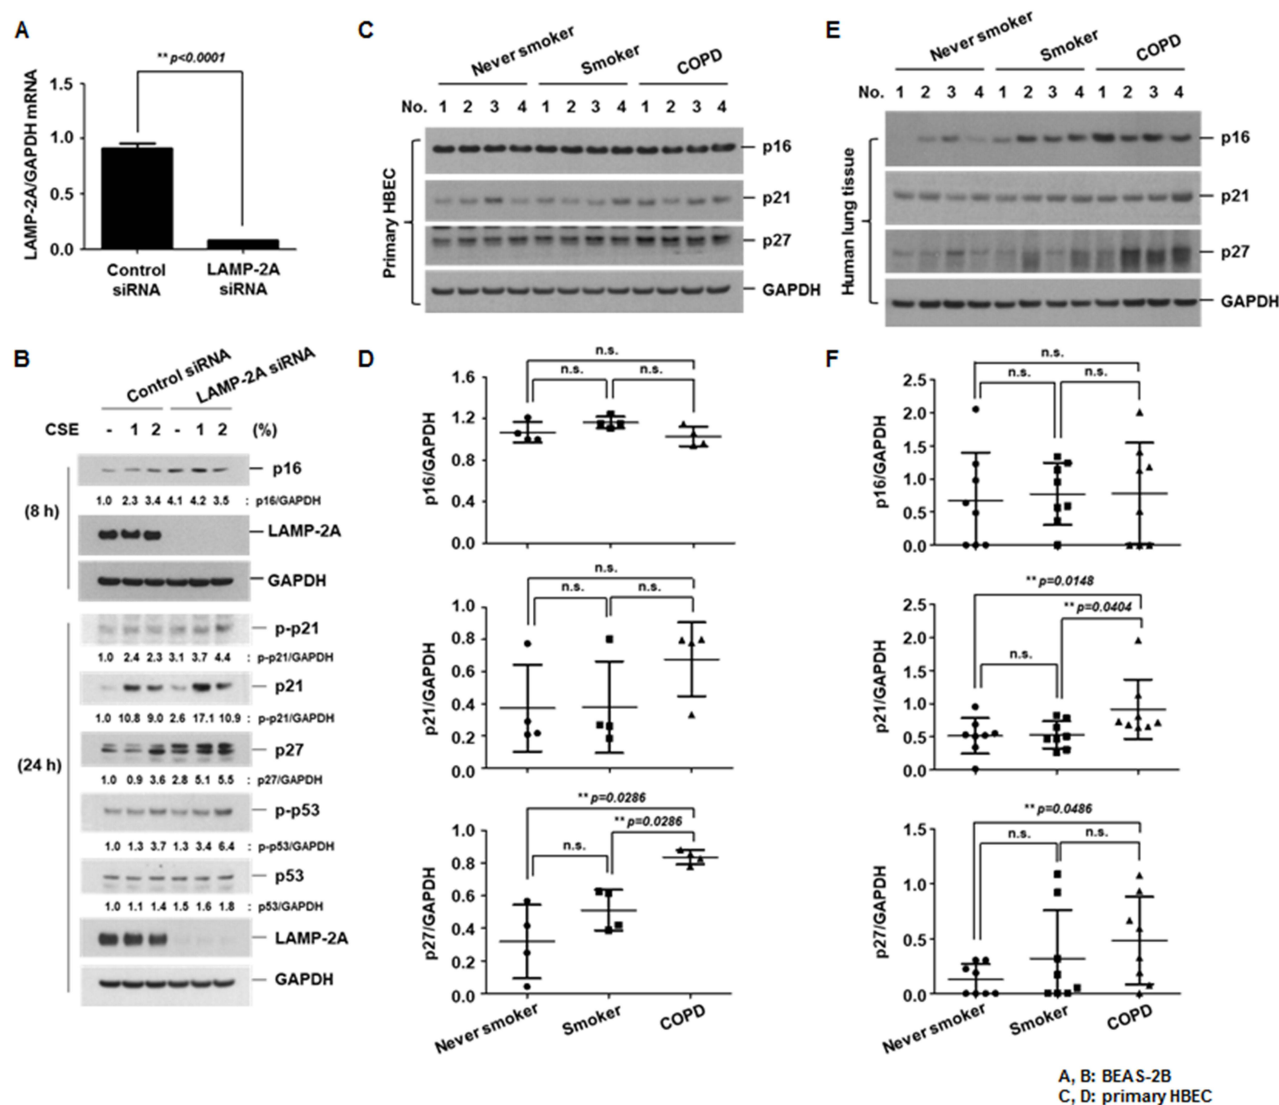 A
** p<0.0001
LAMP-2A/GAPDH mRNA
1.5
1.0
0.5
0.0
Control siRNA
LAMP-2A siRNA
B
Control siRNA
LAMP-2A siRNA
CSE - 1 2 - 1 2 (%)
(8 h)
p16
1.0 2.3 3.4 4.1 4.2 3.5 : p16/GAPDH
LAMP-2A
GAPDH
(24 h)
p-p21
1.0 2.4 2.3 3.1 3.7 4.4 : p-p21/GAPDH
p21
1.0 10.8 9.0 2.6 17.1 10.9 : p-p21/GAPDH
p27
1.0 0.9 3.6 2.8 5.1 5.5 : p27/GAPDH
p-p53
1.0 1.3 3.7 1.3 3.4 6.4 : p-p53/GAPDH
p53
1.0 1.1 1.4 1.5 1.6 1.8 : p53/GAPDH
LAMP-2A
GAPDH
C
Never smoker Smoker COPD
No. 1 2 3 4 1 2 3 4 1 2 3 4
Primary HBEC
p16
p21
p27
GAPDH
D
n.s.
n.s. n.s.
p16/GAPDH
1.6
1.2
0.8
0.4
0.0
n.s.
n.s. n.s.
p21/GAPDH
1.0
0.8
0.6
0.4
0.2
0.0
** p=0.0286
** p=0.0286
n.s.
p27/GAPDH
1.0
0.8
0.6
0.4
0.2
0.0
Never smoker Smoker COPD
E
Never smoker Smoker COPD
No. 1 2 3 4 1 2 3 4 1 2 3 4
Human lung tissue
p16
p21
p27
GAPDH
F
n.s.
n.s. n.s.
p16/GAPDH
2.5
2.0
1.5
1.0
0.5
0.0
** p=0.0148
** p=0.0404
n.s.
p21/GAPDH
2.5
2.0
1.5
1.0
0.5
0.0
** p=0.0486
n.s. n.s.
p27/GAPDH
1.5
1.0
0.5
0.0
Never smoker Smoker COPD
A, B: BEAS-2B
C, D: primary HBEC